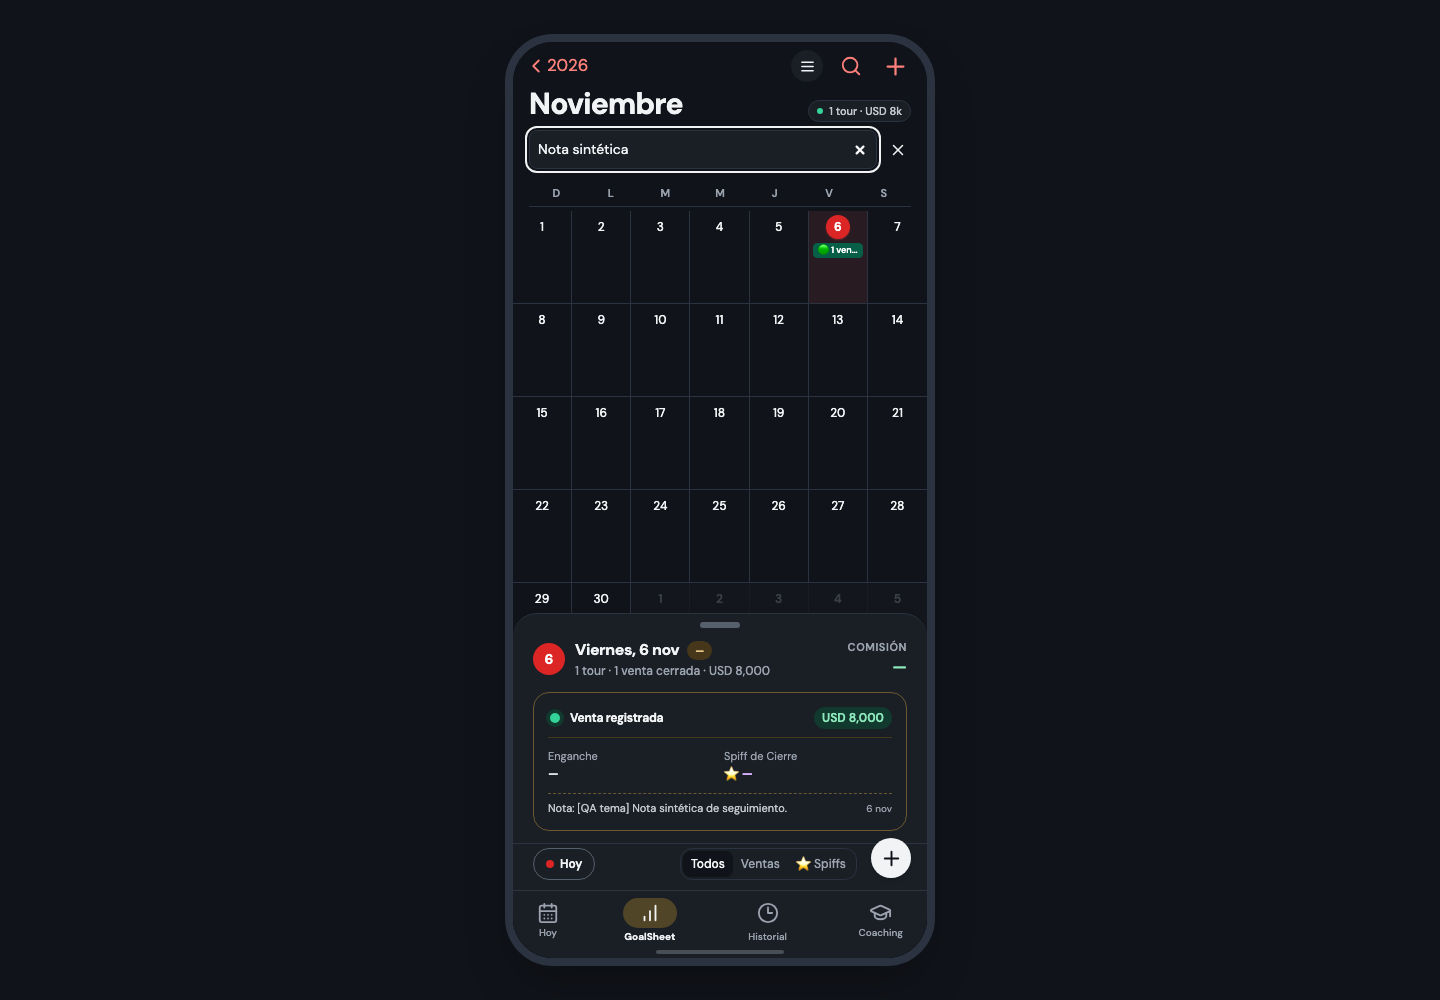 2026
Noviembre
1 tour · USD 8k
Nota sintética
D L M M J V S
1 2 3 4 5 6 7
1 ven...
8 9 10 11 12 13 14
15 16 17 18 19 20 21
22 23 24 25 26 27 28
29 30 1 2 3 4 5
6
Viernes, 6 nov –
1 tour · 1 venta cerrada · USD 8,000
COMISIÓN
—
Venta registrada
USD 8,000
Enganche
—
Spiff de Cierre
⭐ —
Nota: [QA tema] Nota sintética de seguimiento.
6 nov
Hoy
Todos
Ventas
⭐ Spiffs
Hoy
GoalSheet
Historial
Coaching